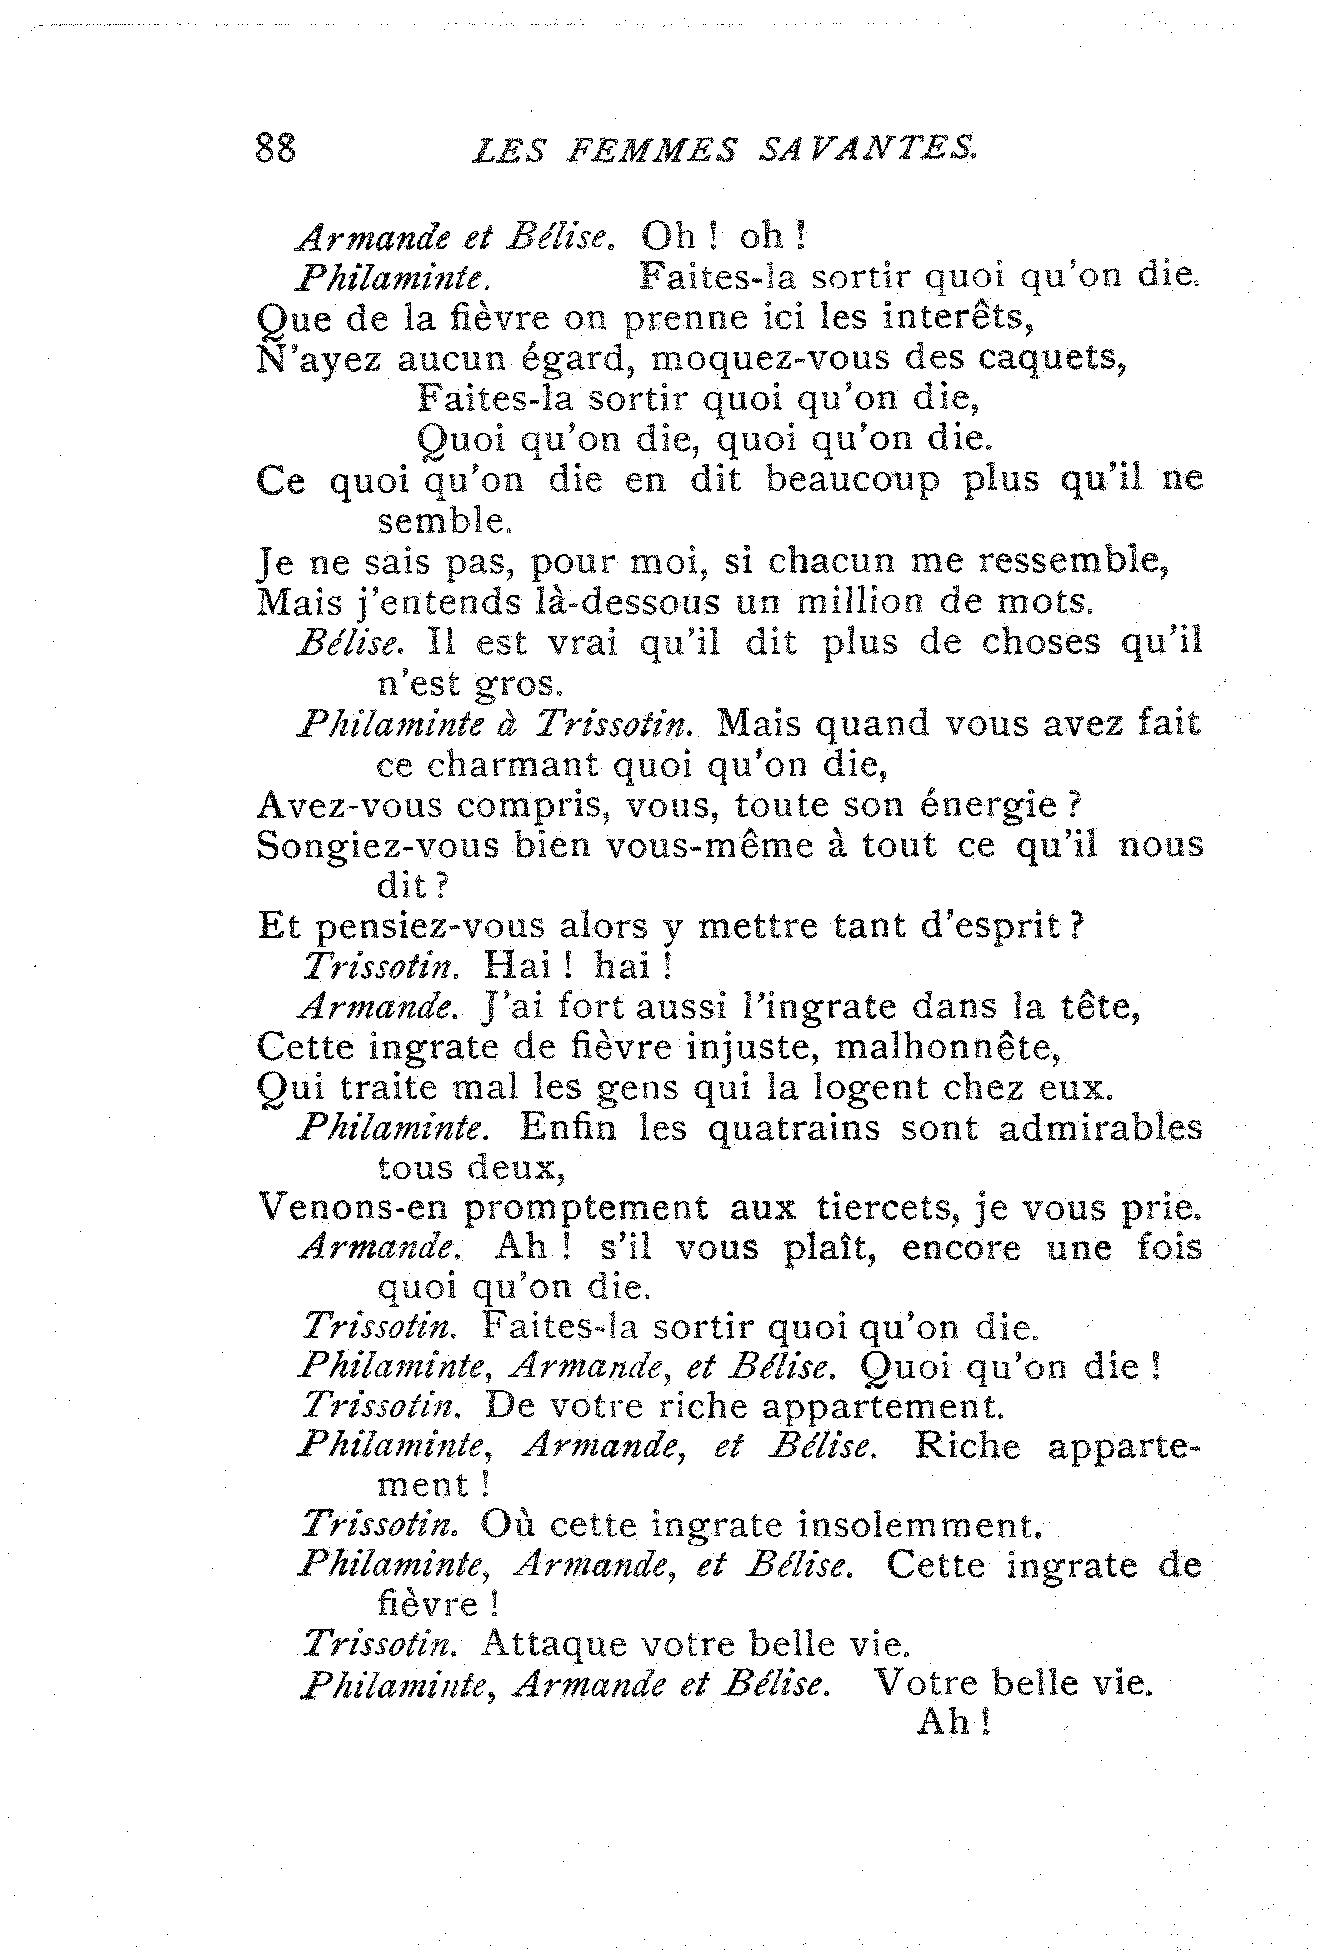 88 LES FEMMES SAVANTES.
Armande et Bélise. Oh ! oh !
Philaminte. Faites-la sortir quoi qu'on die.
Que de la fièvre on prenne ici les interêts,
N'ayez aucun égard, moquez-vous des caquets,
Faites-la sortir quoi qu'on die,
Quoi qu'on die, quoi qu'on die.
Ce quoi qu'on die en dit beaucoup plus qu'il ne
semble.
Je ne sais pas, pour moi, si chacun me ressemble,
Mais j'entends là-dessous un million de mots.
Bélise. Il est vrai qu'il dit plus de choses qu'il
n'est gros.
Philaminte à Trissotin. Mais quand vous avez fait
ce charmant quoi qu'on die,
Avez-vous compris, vous, toute son énergie ?
Songiez-vous bien vous-même à tout ce qu'il nous
dit ?
Et pensiez-vous alors y mettre tant d'esprit ?
Trissotin. Hai ! hai !
Armande. J'ai fort aussi l'ingrate dans la tête,
Cette ingrate de fièvre injuste, malhonnête,
Qui traite mal les gens qui la logent chez eux.
Philaminte. Enfin les quatrains sont admirables
tous deux,
Venons-en promptement aux tiercets, je vous prie.
Armande. Ah ! s'il vous plaît, encore une fois
quoi qu'on die.
Trissotin. Faites-la sortir quoi qu'on die.
Philaminte, Armande, et Bélise. Quoi qu'on die !
Trissotin. De votre riche appartement.
Philaminte, Armande, et Bélise. Riche apparte-
ment !
Trissotin. Où cette ingrate insolemment.
Philaminte, Armande, et Bélise. Cette ingrate de
fièvre !
Trissotin. Attaque votre belle vie.
Philaminte, Armande et Bélise. Votre belle vie.
Ah !